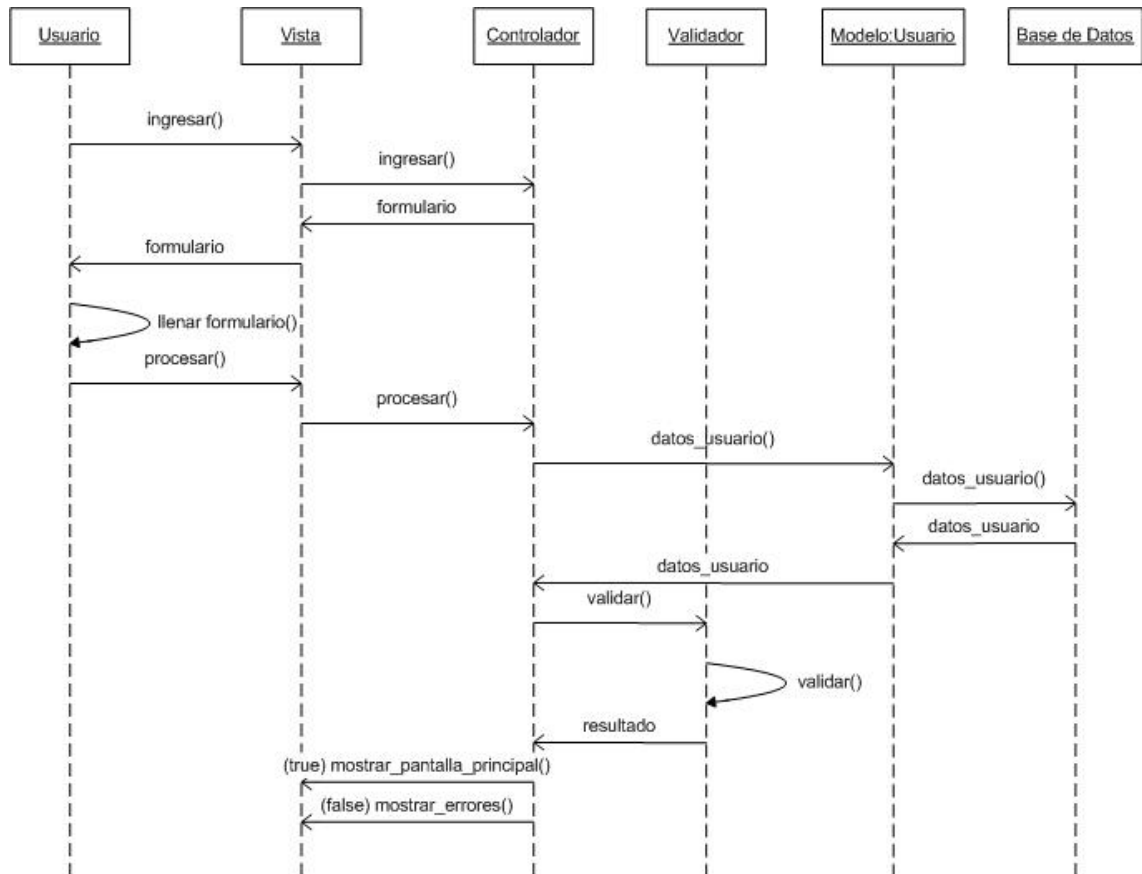 Usuario
Vista
Controlador
Validador
Modelo:Usuario
Base de Datos
ingresar()
ingresar()
formulario
formulario
llenar formulario()
procesar()
procesar()
datos_usuario()
datos_usuario()
datos_usuario
datos_usuario
validar()
validar()
resultado
(true) mostrar_pantalla_principal()
(false) mostrar_errores()